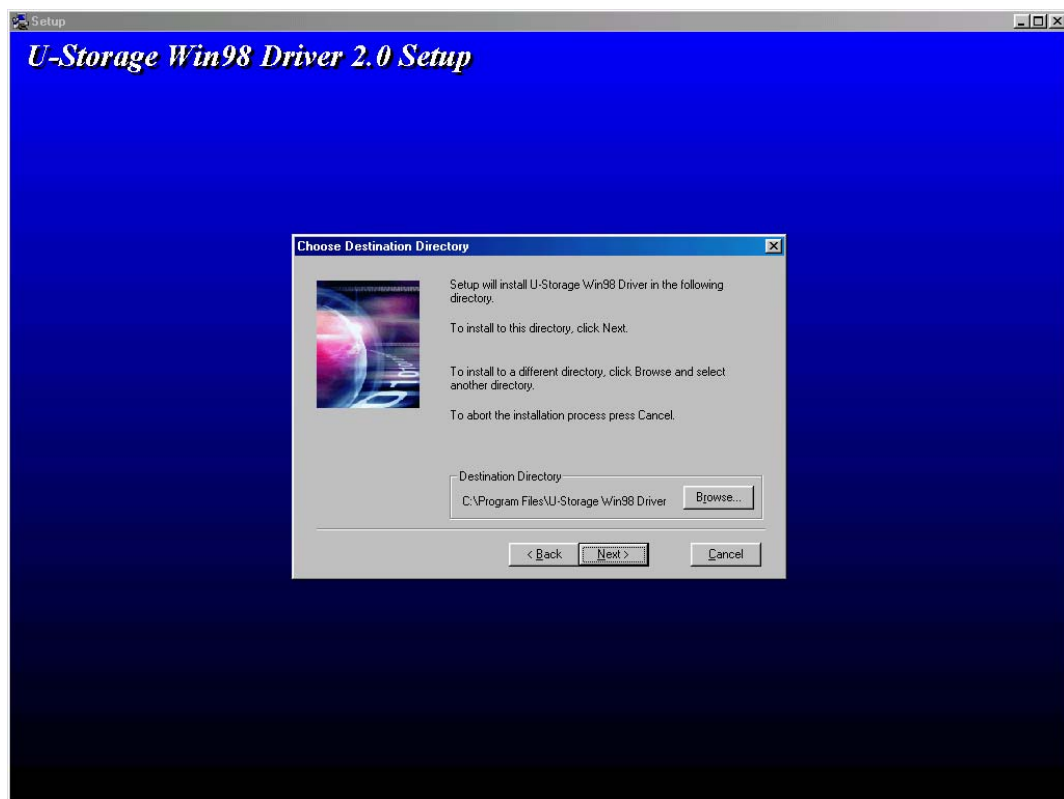 Setup
U-Storage Win98 Driver 2.0 Setup
Choose Destination Directory
Setup will install U-Storage Win98 Driver in the following
directory.
To install to this directory, click Next.
To install to a different directory, click Browse and select
another directory.
To abort the installation process press Cancel.
Destination Directory
C:\Program Files\U-Storage Win98 Driver
Browse...
< Back
Next >
Cancel